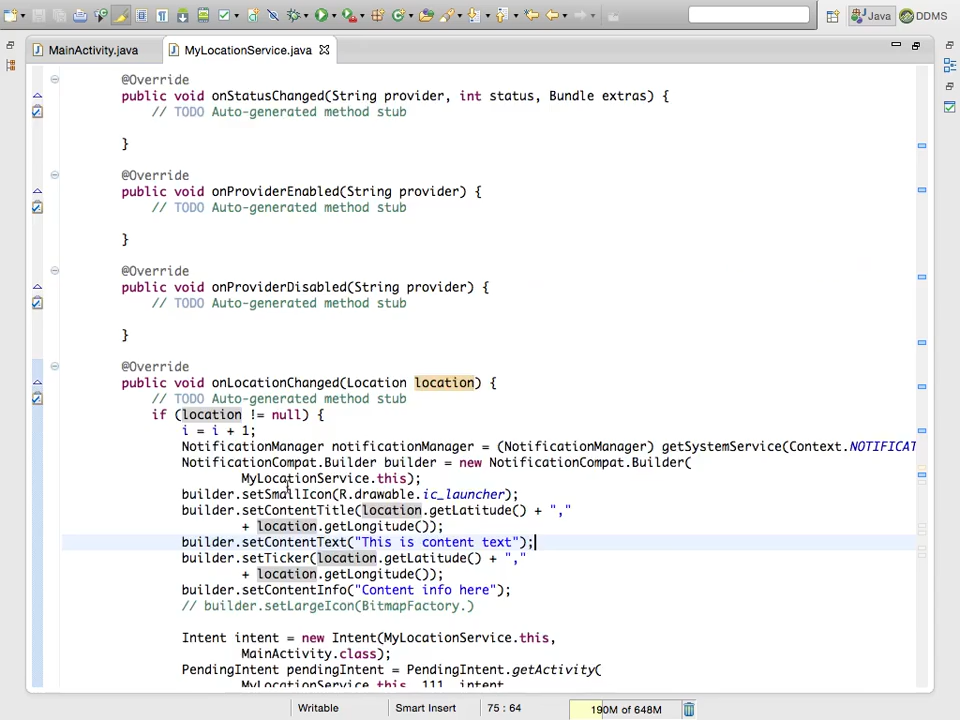 Java
DDMS
MainActivity.java
MyLocationService.java
@Override
public void onStatusChanged(String provider, int status, Bundle extras) {
// TODO Auto-generated method stub
}
@Override
public void onProviderEnabled(String provider) {
// TODO Auto-generated method stub
}
@Override
public void onProviderDisabled(String provider) {
// TODO Auto-generated method stub
}
@Override
public void onLocationChanged(Location location) {
// TODO Auto-generated method stub
if (location != null) {
i = i + 1;
NotificationManager notificationManager = (NotificationManager) getSystemService(Context.NOTIFICAT
NotificationCompat.Builder builder = new NotificationCompat.Builder(
MyLocationService.this);
builder.setSmallIcon(R.drawable.ic_launcher);
builder.setContentTitle(location.getLatitude() + ","
+ location.getLongitude());
builder.setContentText("This is content text");
builder.setTicker(location.getLatitude() + ","
+ location.getLongitude());
builder.setContentInfo("Content info here");
// builder.setLargeIcon(BitmapFactory.)
Intent intent = new Intent(MyLocationService.this,
MainActivity.class);
PendingIntent pendingIntent = PendingIntent.getActivity(
MyLocationService.this, 111, intent,
Writable
Smart Insert
75 : 64
190M of 648M